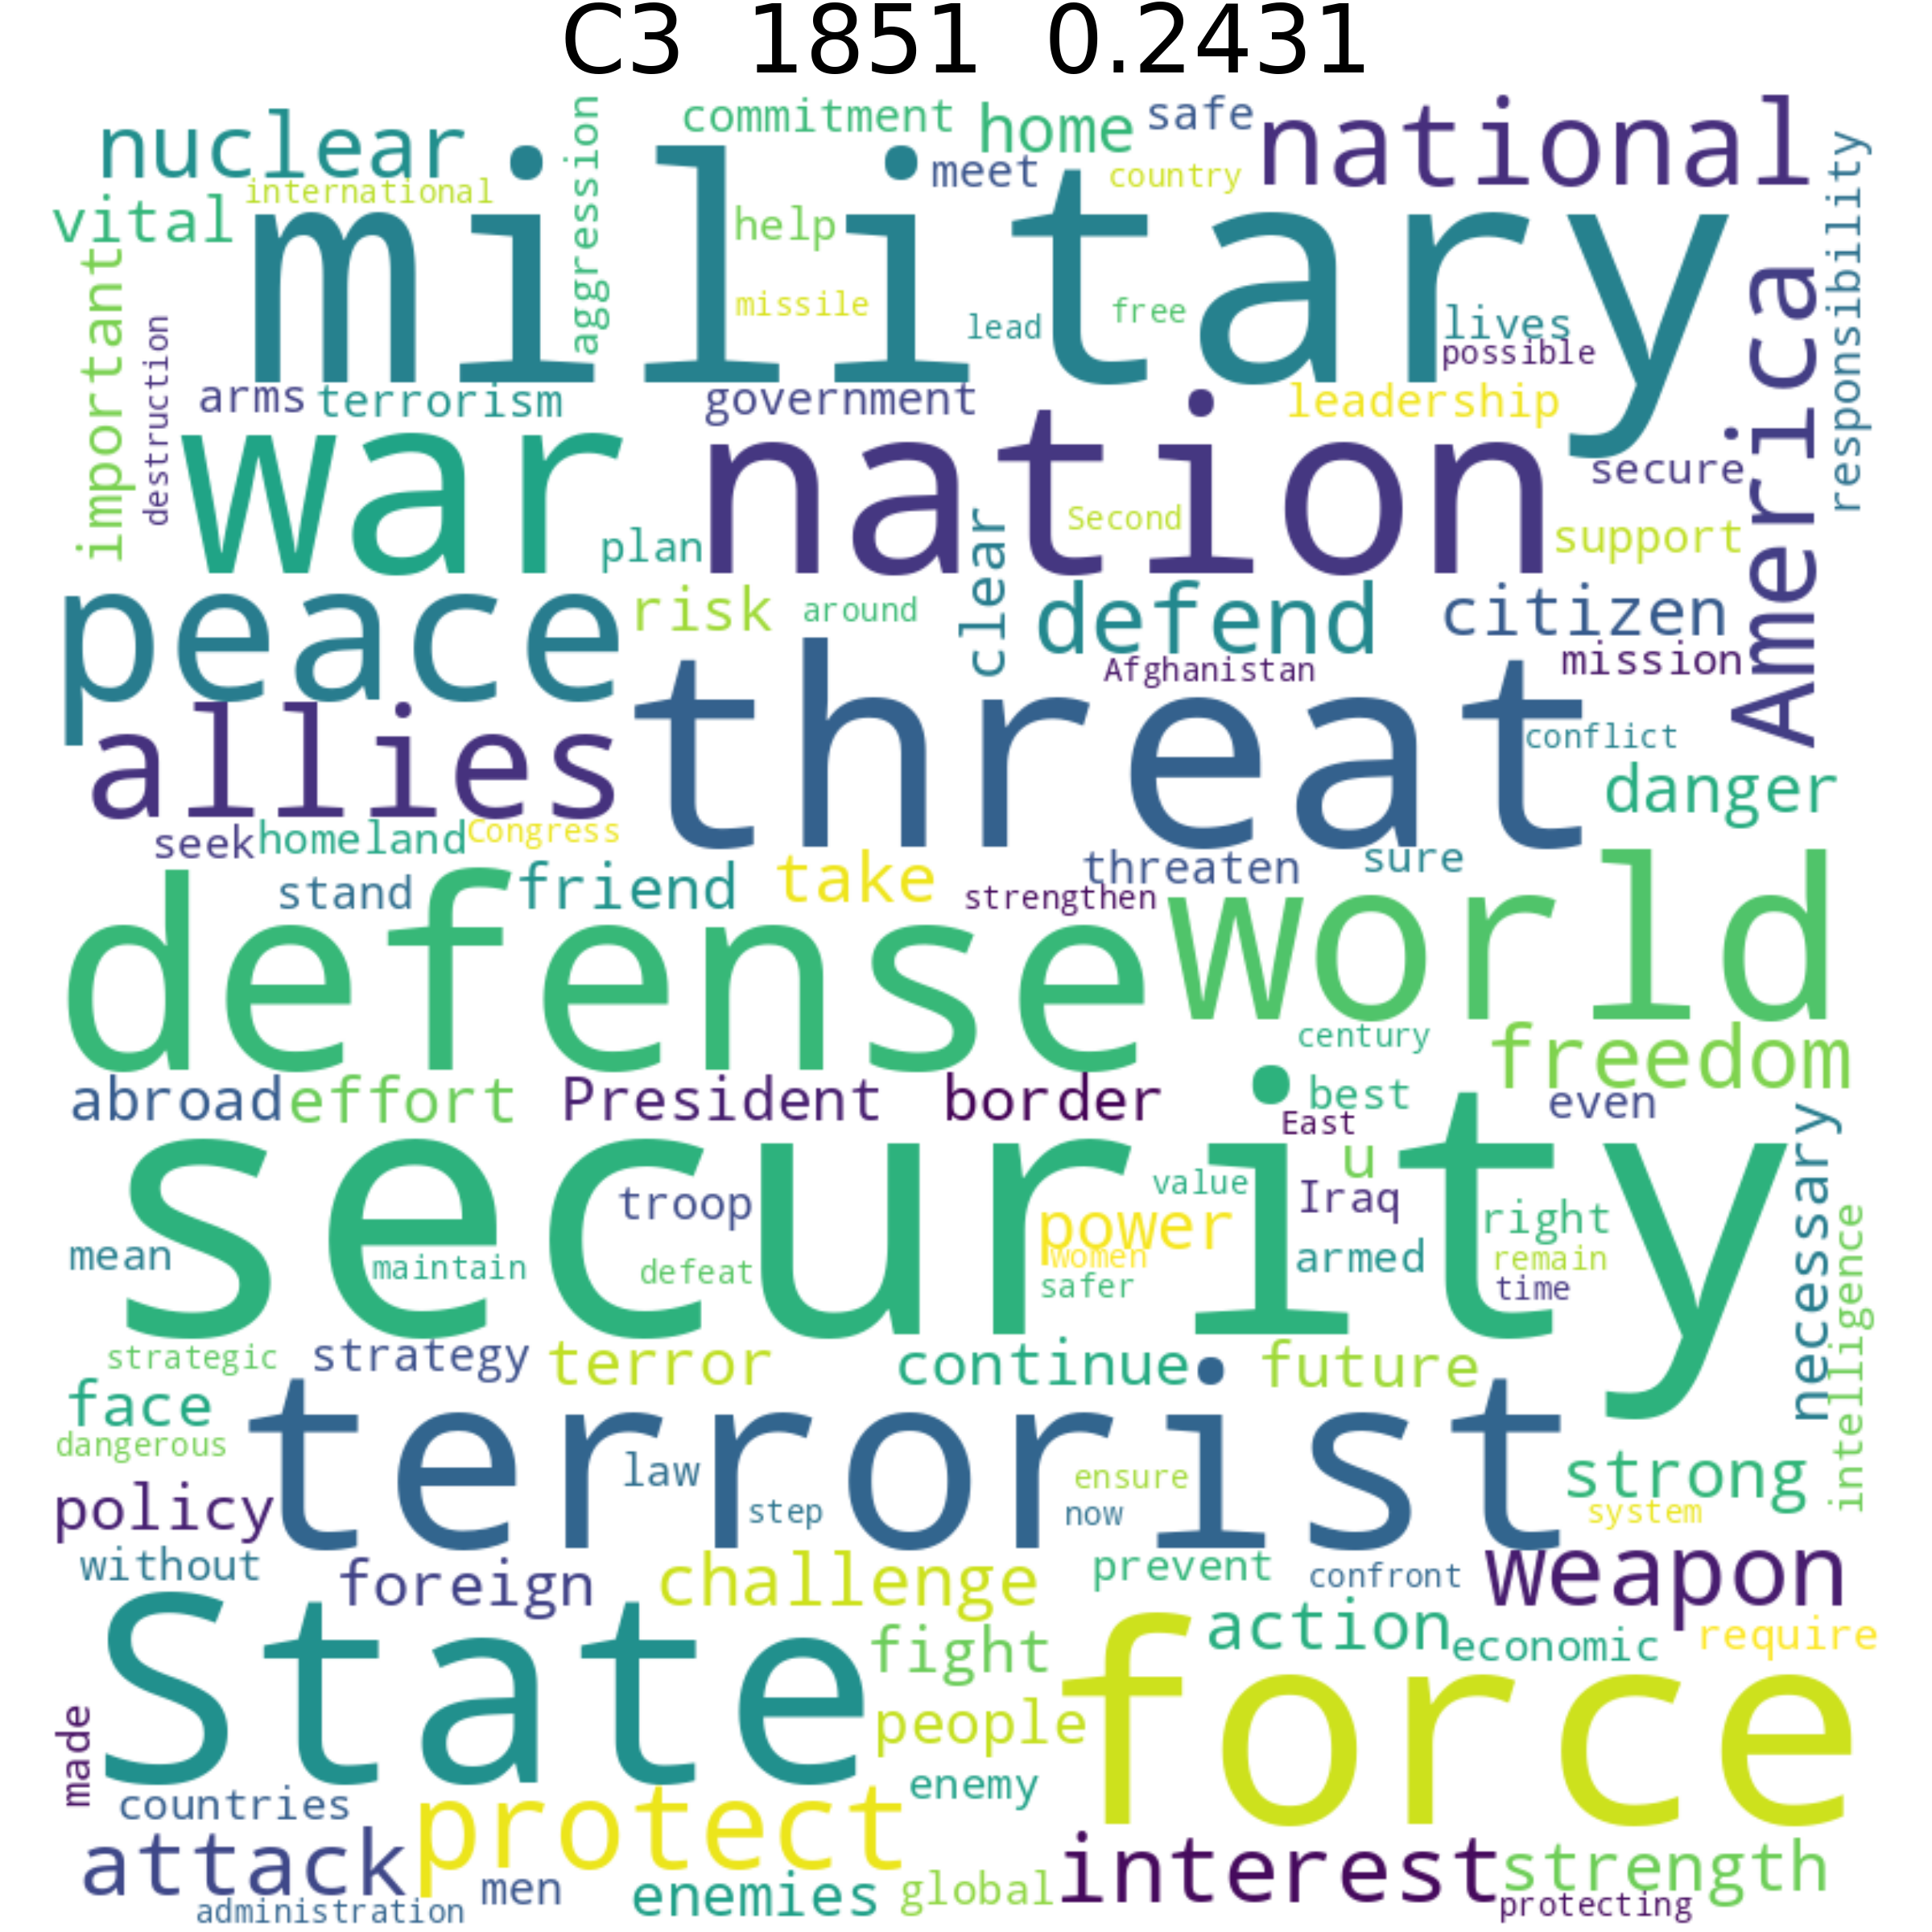 C3 1851 0.2431
nuclear
international
vital
military
aggression
commitment
home
safe
national
meet
country
help
missile
lead
free
lives
possible
responsibility
America
important
destruction
arms
terrorism
government
leadership
war
nation
plan
Second
clear
secure
support
peace
risk
around
defend
citizen
Afghanistan
mission
allies
threat
conflict
danger
seek
homeland
Congress
stand
friend
take
threaten
sure
strengthen
defense
world
century
freedom
abroad
effort
President
border
best
East
even
security
u
necessary
troop
value
Iraq
right
power
women
armed
remain
time
mean
maintain
defeat
safer
intelligence
strategic
strategy
terror
continue
future
face
dangerous
terrorist
law
step
ensure
now
strong
system
policy
without
foreign
challenge
prevent
confront
weapon
State
fight
action
economic
require
people
force
made
countries
protect
enemy
attack
men
administration
enemies
global
interest
strength
protecting